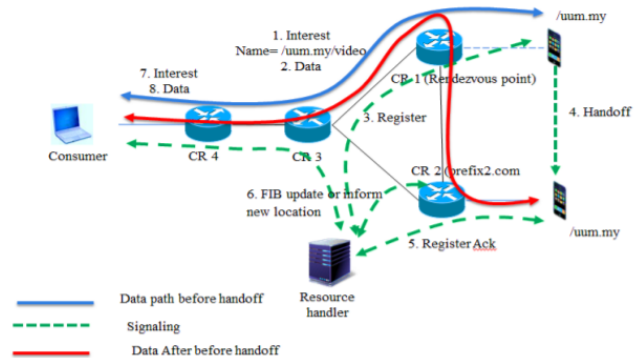 /uum.my
1. Interest
Name= /uum.my/video
2. Data
7. Interest
8. Data
CR 1 (Rendezvous point)
3. Register
4. Handoff
Consumer
CR 4
CR 3
CR 2 (prefix2.com
6. FIB update or inform
new location
/uum.my
5. Register Ack
Resource
handler
Data path before handoff
Signaling
Data After before handoff